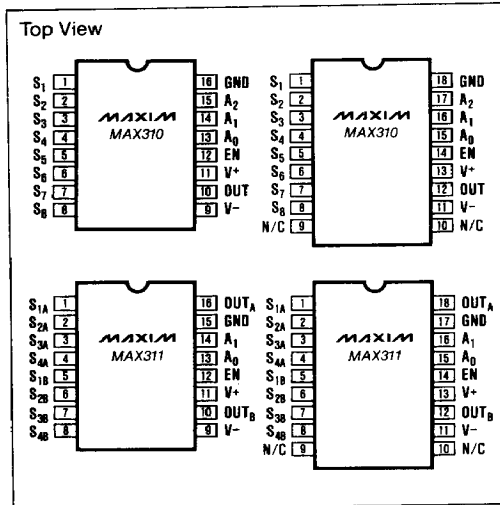 Top View
S1 1 16 GND
S2 2 15 A2
S3 3 14 A1
S4 4 13 A0
S5 5 12 EN
S6 6 11 V+
S7 7 10 OUT
S8 8 9 V-
MAXIM
MAX310
S1 1 18 GND
S2 2 17 A2
S3 3 16 A1
S4 4 15 A0
S5 5 14 EN
S6 6 13 V+
S7 7 12 OUT
S8 8 11 V-
N/C 9 10 N/C
MAXIM
MAX310
S1A 1 16 OUTA
S2A 2 15 GND
S3A 3 14 A1
S4A 4 13 A0
S1B 5 12 EN
S2B 6 11 V+
S3B 7 10 OUTB
S4B 8 9 V-
MAXIM
MAX311
S1A 1 18 OUTA
S2A 2 17 GND
S3A 3 16 A1
S4A 4 15 A0
S1B 5 14 EN
S2B 6 13 V+
S3B 7 12 OUTB
S4B 8 11 V-
N/C 9 10 N/C
MAXIM
MAX311